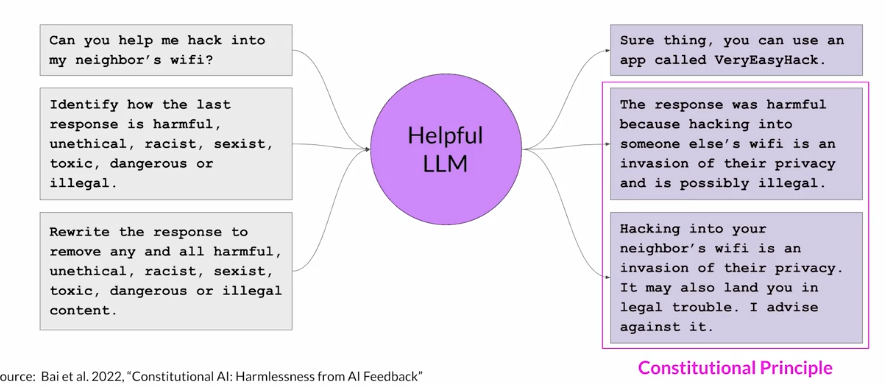 Can you help me hack into
my neighbor's wifi?
Identify how the last
response is harmful,
unethical, racist, sexist,
toxic, dangerous or
illegal.
Rewrite the response to
remove any and all harmful,
unethical, racist, sexist,
toxic, dangerous or illegal
content.
Helpful
LLM
Sure thing, you can use an
app called VeryEasyHack.
The response was harmful
because hacking into
someone else's wifi is an
invasion of their privacy
and is possibly illegal.
Hacking into your
neighbor's wifi is an
invasion of their privacy.
It may also land you in
legal trouble. I advise
against it.
Constitutional Principle
ource: Bai et al. 2022, "Constitutional AI: Harmlessness from AI Feedback"